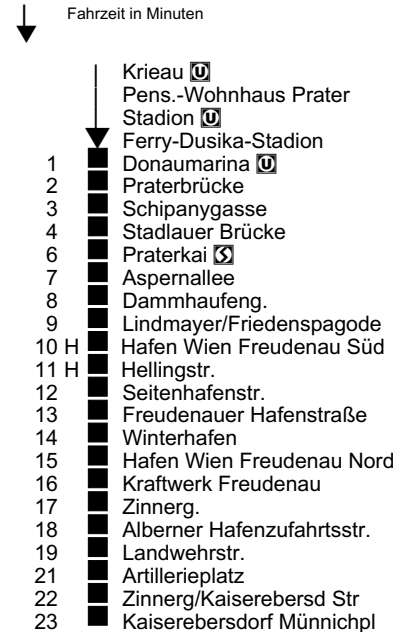 Fahrzeit in Minuten
Krieau U
Pens.-Wohnhaus Prater
Stadion U
Ferry-Dusika-Stadion
1 Donaumarina U
2 Praterbrücke
3 Schipanygasse
4 Stadlauer Brücke
6 Praterkai S
7 Aspernallee
8 Dammhaufeng.
9 Lindmayer/Friedenspagode
10 H Hafen Wien Freudenau Süd
11 H Hellingstr.
12 Seitenhafenstr.
13 Freudenauer Hafenstraße
14 Winterhafen
15 Hafen Wien Freudenau Nord
16 Kraftwerk Freudenau
17 Zinnerg.
18 Alberner Hafenzufahrtsstr.
19 Landwehrstr.
21 Artillerieplatz
22 Zinnerg/Kaiserebersd Str
23 Kaiserebersdorf Münnichpl